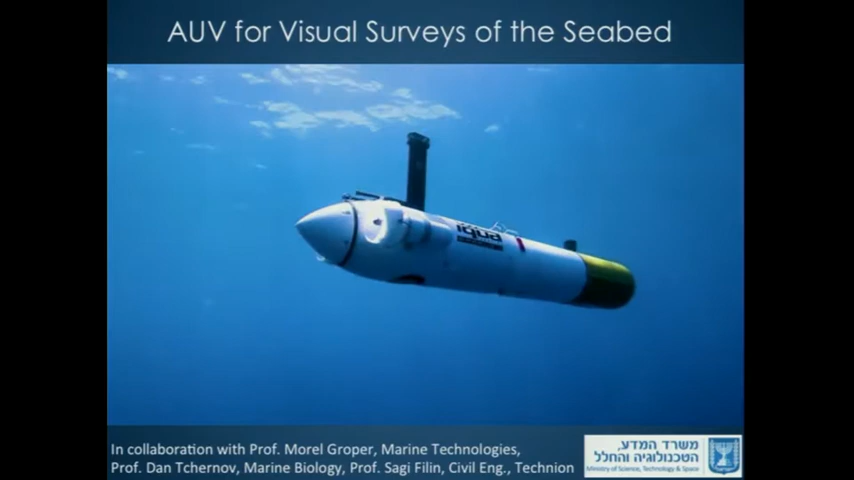 AUV for Visual Surveys of the Seabed
iqua
In collaboration with Prof. Morel Groper, Marine Technologies,
Prof. Dan Tchernov, Marine Biology, Prof. Sagi Filin, Civil Eng., Technion
משרד המדע,
הטכנולוגיה והחלל
Ministry of Science, Technology & Space